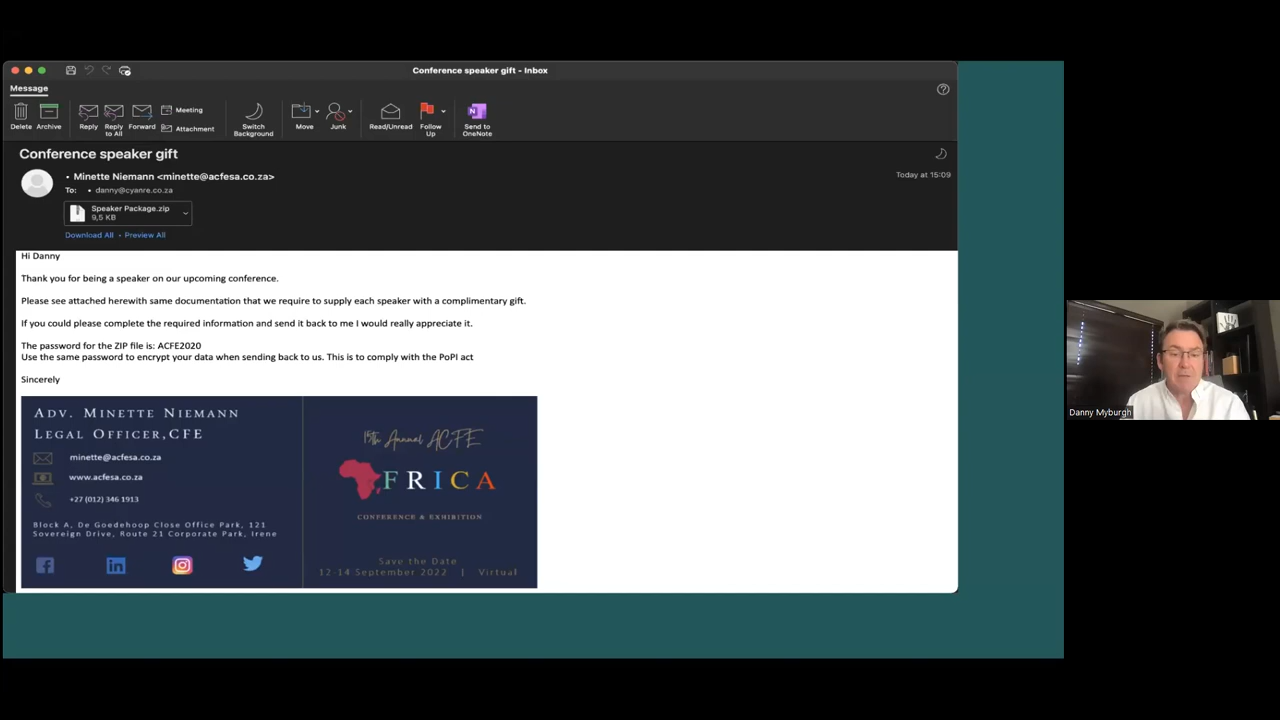 Conference speaker gift - Inbox
Message
Delete
Archive
Reply
Reply to All
Forward
Meeting
Attachment
Switch Background
Move
Junk
Read/Unread
Follow Up
Send to OneNote
Conference speaker gift
Minette Niemann <minette@acfesa.co.za>
Today at 15:09
To: danny@cyanre.co.za
Speaker Package.zip
9,5 KB
Download All • Preview All
Hi Danny
Thank you for being a speaker on our upcoming conference.
Please see attached herewith same documentation that we require to supply each speaker with a complimentary gift.
If you could please complete the required information and send it back to me I would really appreciate it.
The password for the ZIP file is: ACFE2020
Use the same password to encrypt your data when sending back to us. This is to comply with the PoPI act
Sincerely
Adv. Minette Niemann
Legal Officer,CFE
minette@acfesa.co.za
www.acfesa.co.za
+27 (012) 346 1913
Block A, De Goedehoop Close Office Park, 121
Sovereign Drive, Route 21 Corporate Park, Irene
15th Annual ACFE
FRICA
CONFERENCE & EXHIBITION
Save the Date
12-14 September 2022 | Virtual
Danny Myburgh